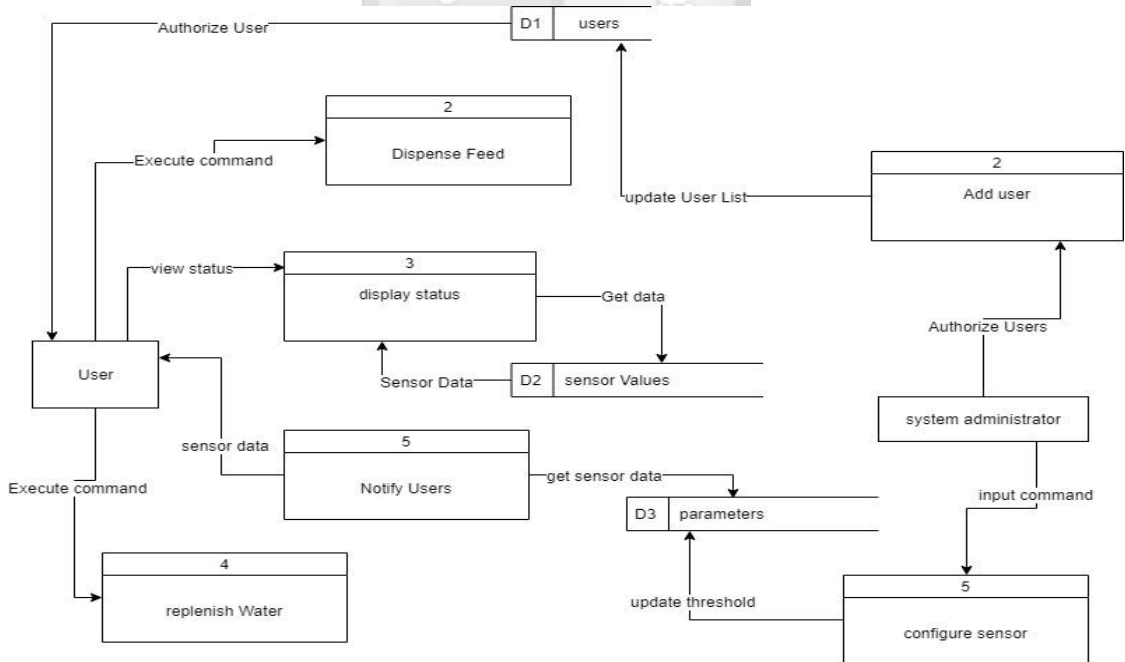 D1 users
Authorize User
2
Dispense Feed
Execute command
2
Add user
update User List
3
display status
view status
Get data
Authorize Users
User
Sensor Data
D2 sensor Values
system administrator
5
Notify Users
sensor data
get sensor data
Execute command
input command
D3 parameters
4
replenish Water
5
configure sensor
update threshold